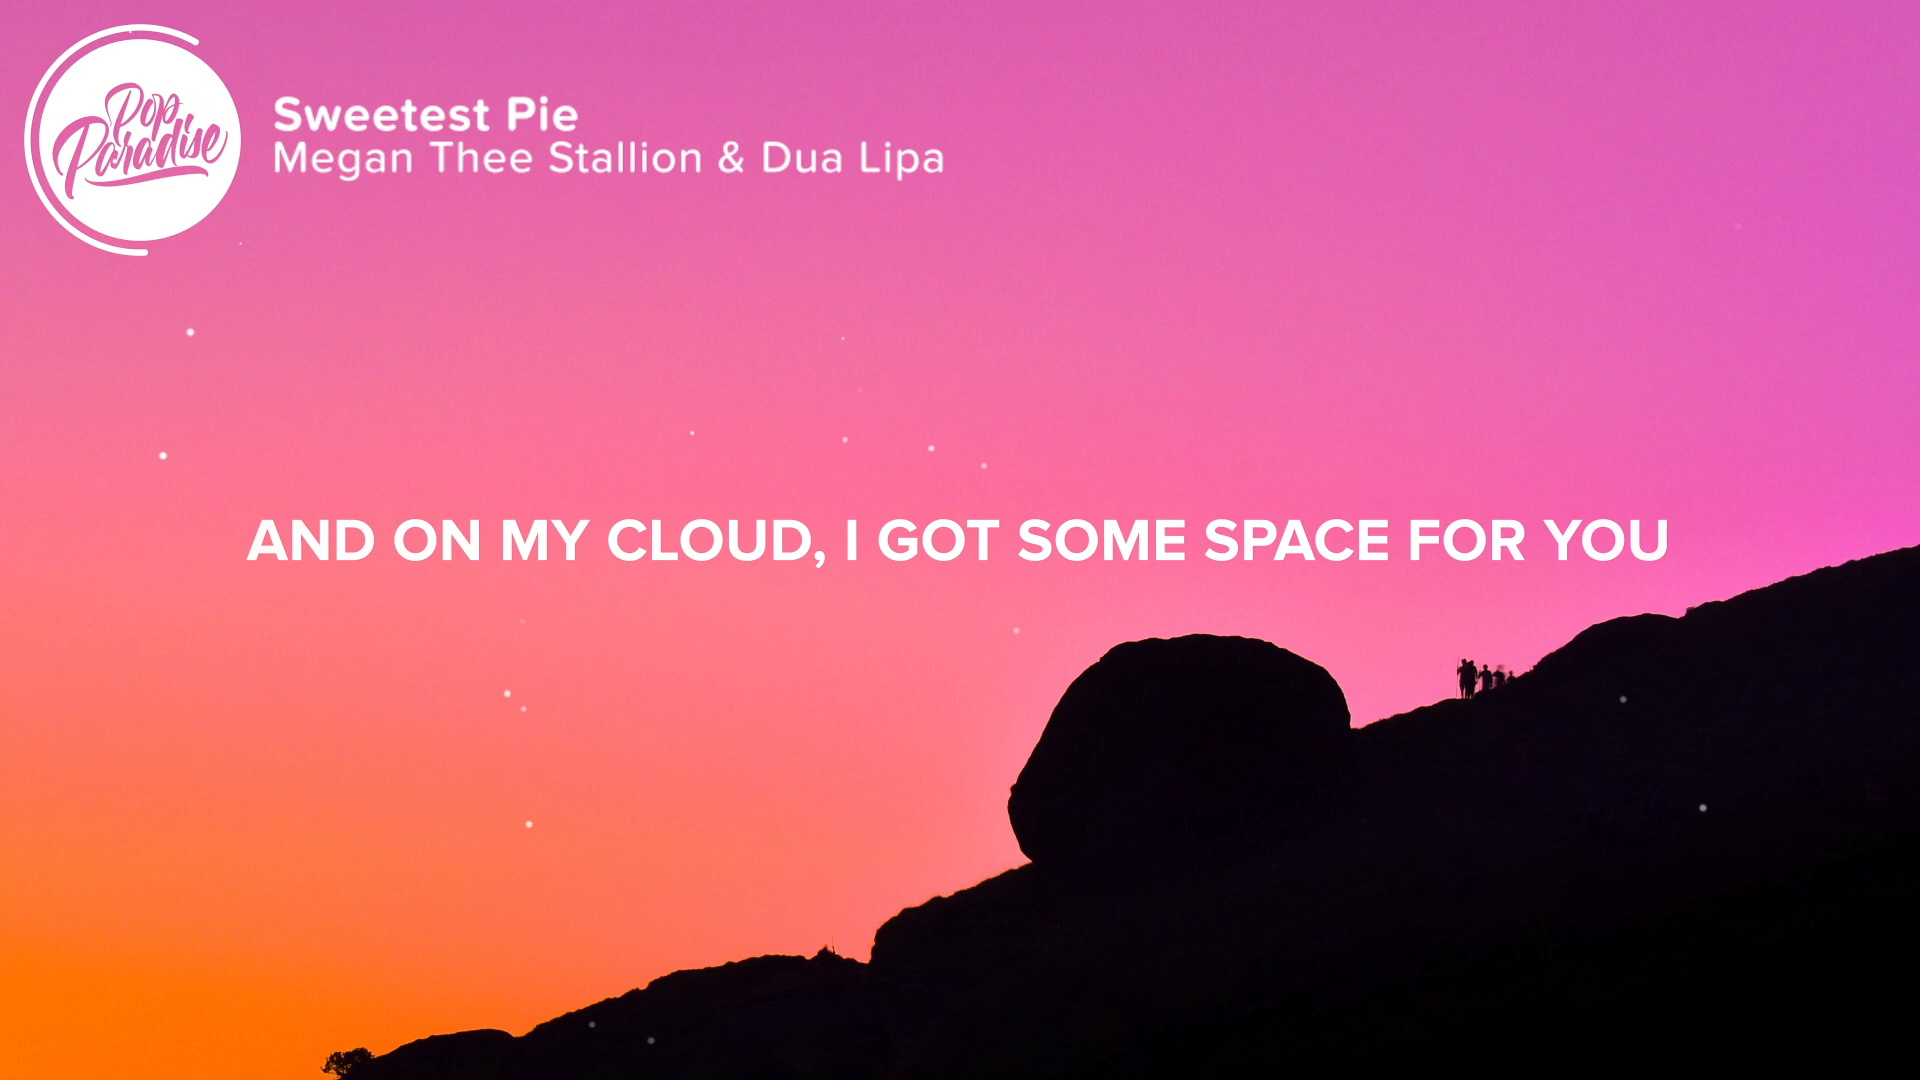 Pop
Paradise
Sweetest Pie
Megan Thee Stallion & Dua Lipa
AND ON MY CLOUD, I GOT SOME SPACE FOR YOU